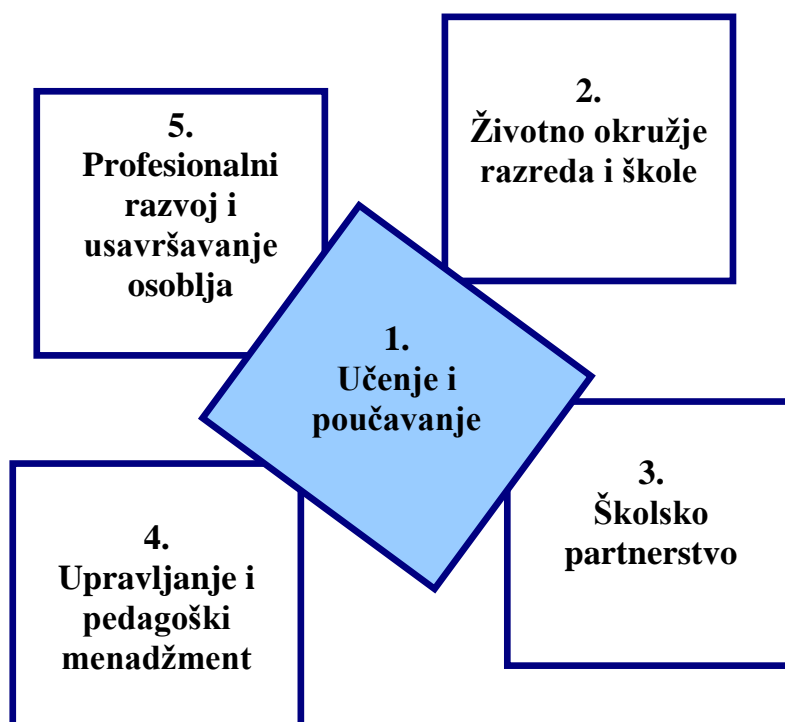 1.
Učenje i
poučavanje
2.
Životno okružje
razreda i škole
3.
Školsko
partnerstvo
4.
Upravljanje i
pedagoški
menadžment
5.
Profesionalni
razvoj i
usavršavanje
osoblja